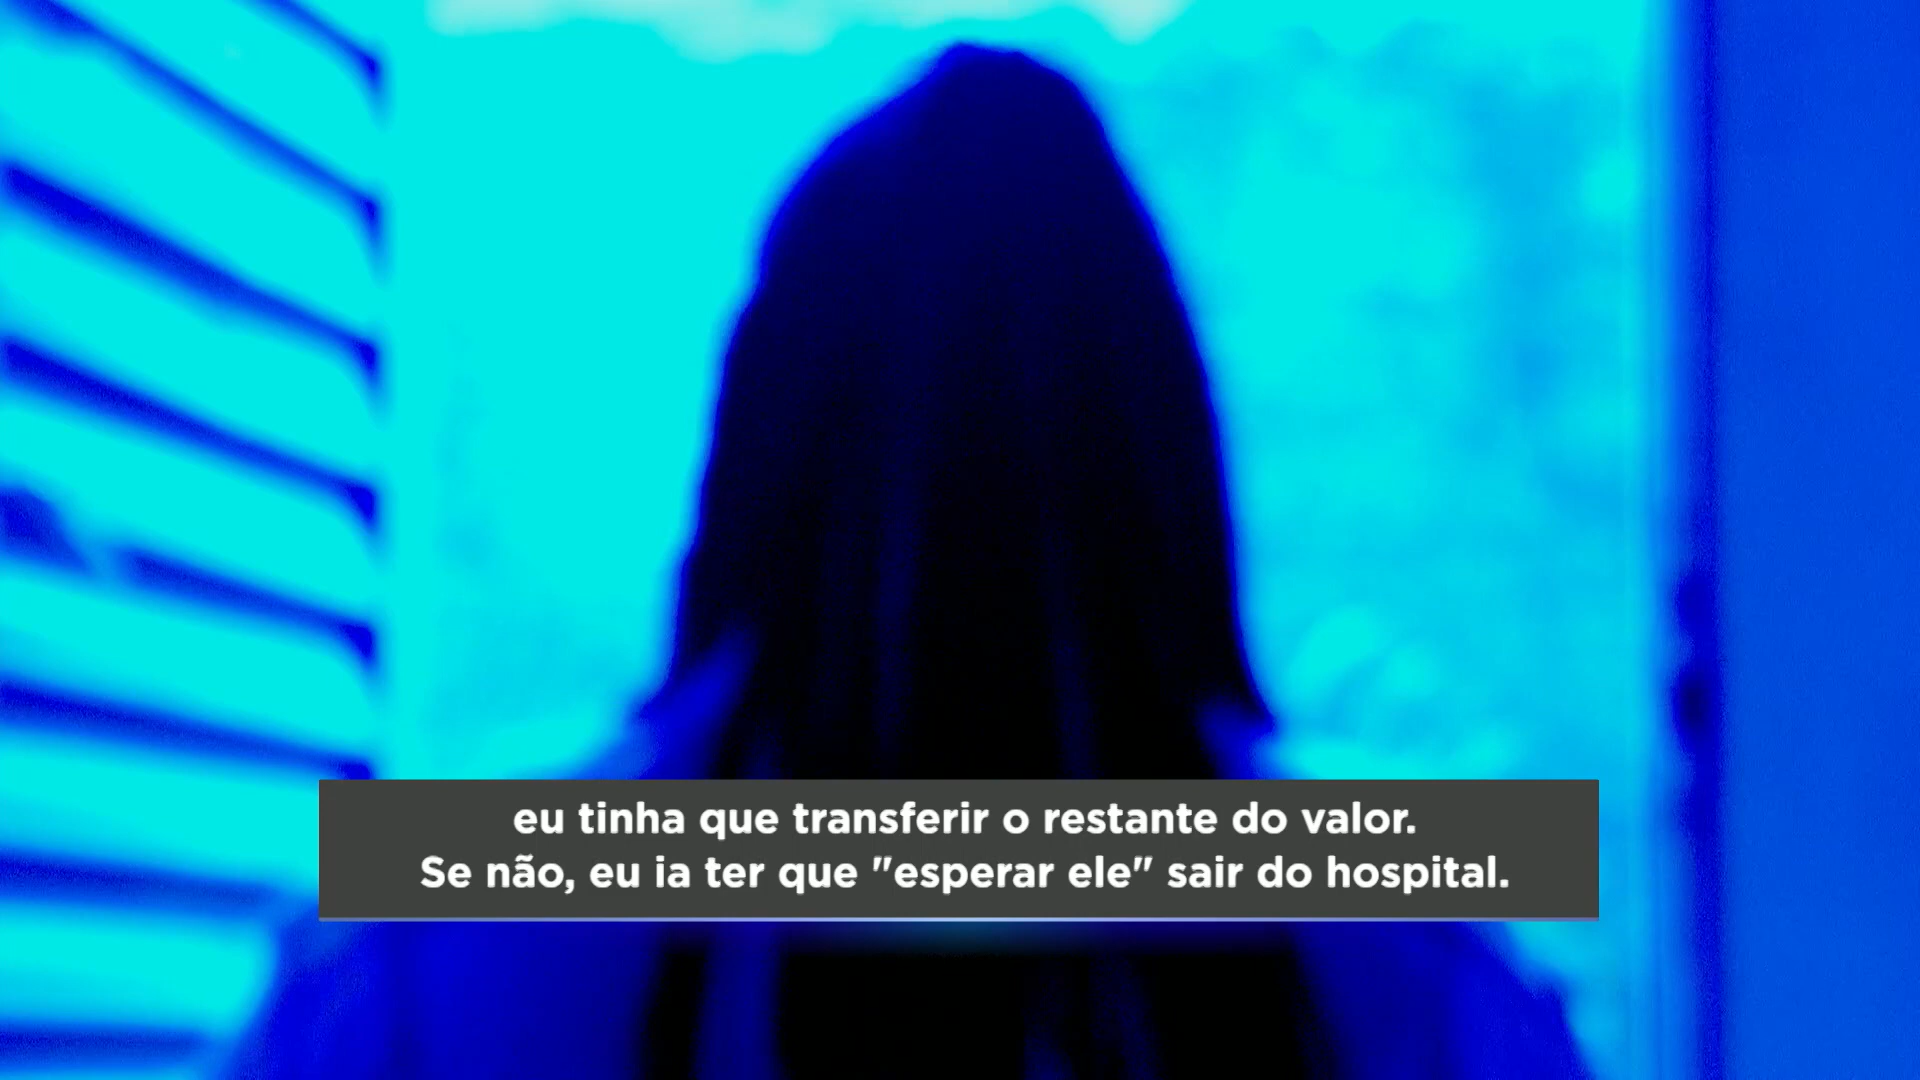 eu tinha que transferir o restante do valor.
Se não, eu ia ter que "esperar ele" sair do hospital.